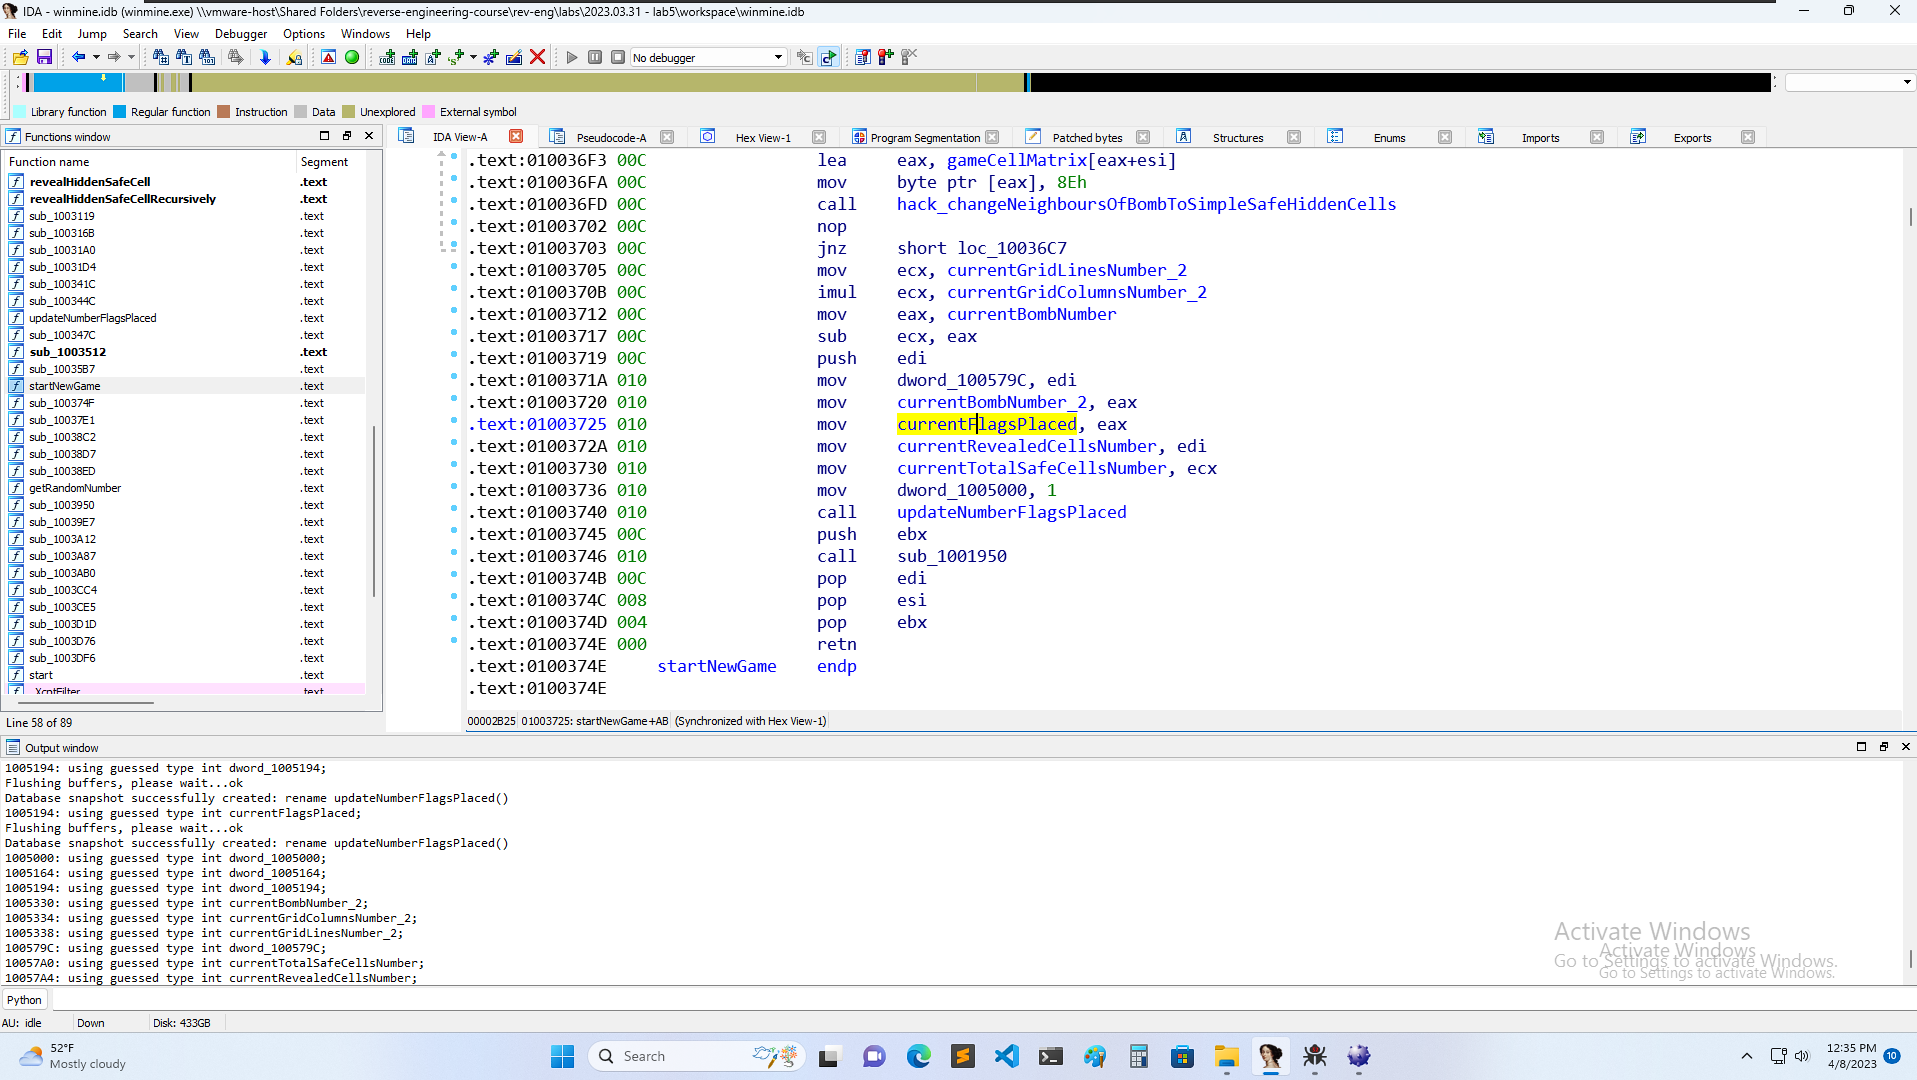 IDA - winmine.idb (winmine.exe) \\vmware-host\Shared Folders\reverse-engineering-course\rev-eng\labs\2023.03.31 - lab5\workspace\winmine.idb
File Edit Jump Search View Debugger Options Windows Help
No debugger
Library function Regular function Instruction Data Unexplored External symbol
Functions window
IDA View-A Pseudocode-A Hex View-1 Program Segmentation Patched bytes Structures Enums Imports Exports
Function name Segment
revealHiddenSafeCell .text
revealHiddenSafeCellRecursively .text
sub_1003119 .text
sub_100316B .text
sub_10031A0 .text
sub_10031D4 .text
sub_100341C .text
sub_100344C .text
updateNumberFlagsPlaced .text
sub_100347C .text
sub_1003512 .text
sub_10035B7 .text
startNewGame .text
sub_100374F .text
sub_10037E1 .text
sub_10038C2 .text
sub_10038D7 .text
sub_10038ED .text
getRandomNumber .text
sub_1003950 .text
sub_10039E7 .text
sub_1003A12 .text
sub_1003A87 .text
sub_1003AB0 .text
sub_1003CC4 .text
sub_1003CE5 .text
sub_1003D1D .text
sub_1003D76 .text
sub_1003DF6 .text
start .text
_XcptFilter .text
Line 58 of 89
.text:010036F3 00C lea eax, gameCellMatrix[eax+esi]
.text:010036FA 00C mov byte ptr [eax], 8Eh
.text:010036FD 00C call hack_changeNeighboursOfBombToSimpleSafeHiddenCells
.text:01003702 00C nop
.text:01003703 00C jnz short loc_10036C7
.text:01003705 00C mov ecx, currentGridLinesNumber_2
.text:0100370B 00C imul ecx, currentGridColumnsNumber_2
.text:01003712 00C mov eax, currentBombNumber
.text:01003717 00C sub ecx, eax
.text:01003719 00C push edi
.text:0100371A 010 mov dword_100579C, edi
.text:01003720 010 mov currentBombNumber_2, eax
.text:01003725 010 mov currentFlagsPlaced, eax
.text:0100372A 010 mov currentRevealedCellsNumber, edi
.text:01003730 010 mov currentTotalSafeCellsNumber, ecx
.text:01003736 010 mov dword_1005000, 1
.text:01003740 010 call updateNumberFlagsPlaced
.text:01003745 00C push ebx
.text:01003746 010 call sub_1001950
.text:0100374B 00C pop edi
.text:0100374C 008 pop esi
.text:0100374D 004 pop ebx
.text:0100374E 000 retn
.text:0100374E startNewGame endp
.text:0100374E
00002B25 01003725: startNewGame+AB (Synchronized with Hex View-1)
Output window
1005194: using guessed type int dword_1005194;
Flushing buffers, please wait...ok
Database snapshot successfully created: rename updateNumberFlagsPlaced()
1005194: using guessed type int currentFlagsPlaced;
Flushing buffers, please wait...ok
Database snapshot successfully created: rename updateNumberFlagsPlaced()
1005000: using guessed type int dword_1005000;
1005164: using guessed type int dword_1005164;
1005194: using guessed type int dword_1005194;
1005330: using guessed type int currentBombNumber_2;
1005334: using guessed type int currentGridColumnsNumber_2;
1005338: using guessed type int currentGridLinesNumber_2;
100579C: using guessed type int dword_100579C;
10057A0: using guessed type int currentTotalSafeCellsNumber;
10057A4: using guessed type int currentRevealedCellsNumber;
Activate Windows
Go to Settings to activate Windows.
Activate Windows
Go to Settings to activate Windows.
Python
AU: idle Down Disk: 433GB
52°F
Mostly cloudy
Search
12:35 PM
4/8/2023
10